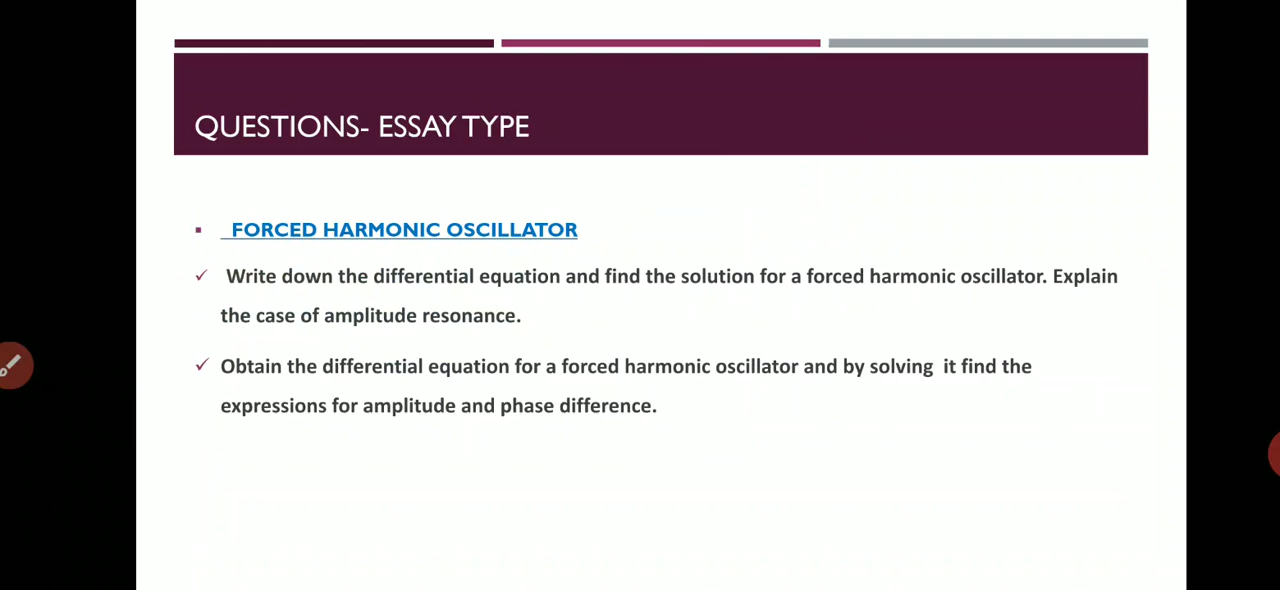 QUESTIONS- ESSAY TYPE
FORCED HARMONIC OSCILLATOR
Write down the differential equation and find the solution for a forced harmonic oscillator. Explain
the case of amplitude resonance.
Obtain the differential equation for a forced harmonic oscillator and by solving it find the
expressions for amplitude and phase difference.